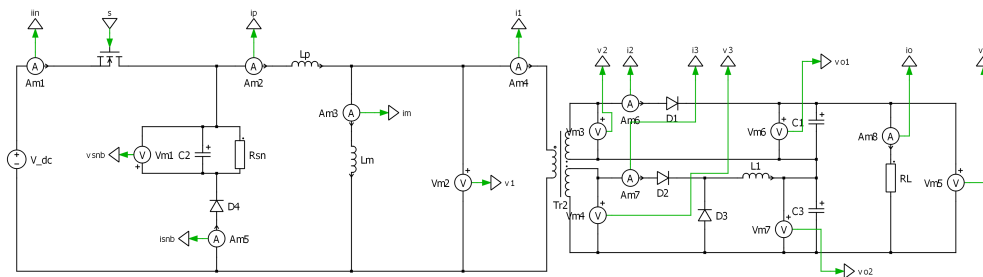 iin
s
ip
i1
Lp
A
Am1
A
Am2
A
Am4
v2
i2
i3
v3
io
v
vo1
Am3
A
im
A
Am6
D1
Vm3
V
Vm6
V
C1
Am8
A
V_dc
vsnb
Vm1
V
C2
Rsn
Lm
Vm2
V
v1
Tr2
A
Am7
D2
L1
RL
Vm5
V
D4
Vm4
V
D3
Vm7
V
C3
isnb
A
Am5
vo2